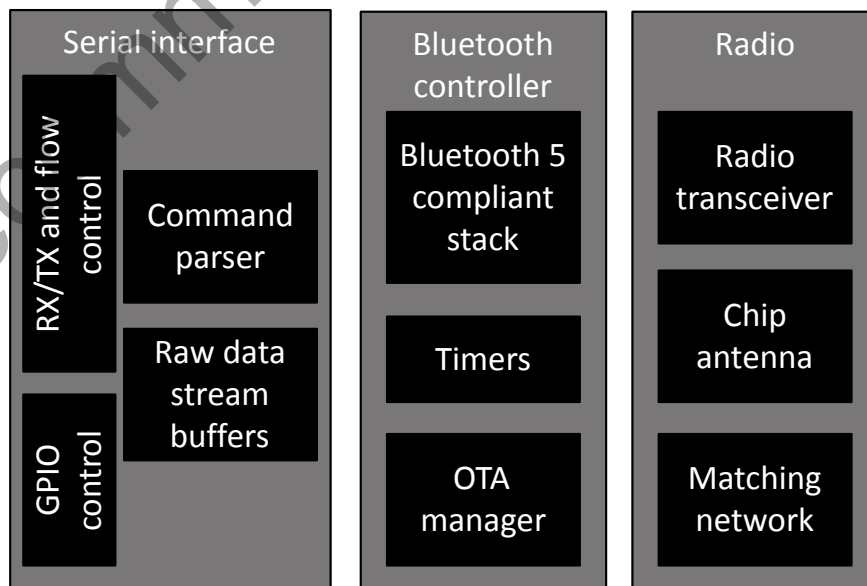 Serial interface
RX/TX and flow
control
Command
parser
Raw data
stream
buffers
GPIO
control
Bluetooth
controller
Bluetooth 5
compliant
stack
Timers
OTA
manager
Radio
Radio
transceiver
Chip
antenna
Matching
network